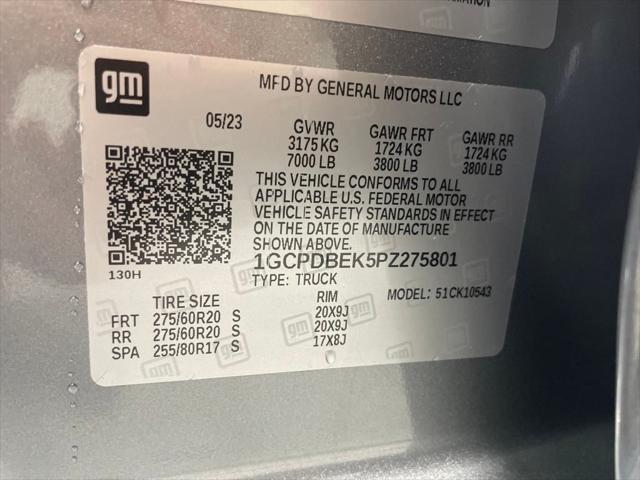 gm
MFD BY GENERAL MOTORS LLC
05/23
GVWR GAWR FRT GAWR RR
3175 KG 1724 KG 1724 KG
7000 LB 3800 LB 3800 LB
THIS VEHICLE CONFORMS TO ALL
APPLICABLE U.S. FEDERAL MOTOR
VEHICLE SAFETY STANDARDS IN EFFECT
ON THE DATE OF MANUFACTURE
SHOWN ABOVE.
1GCPDBEK5PZ275801
130H
TYPE: TRUCK
MODEL: 51CK10543
TIRE SIZE RIM
FRT 275/60R20 S 20X9J
RR 275/60R20 S 20X9J
SPA 255/80R17 S 17X8J